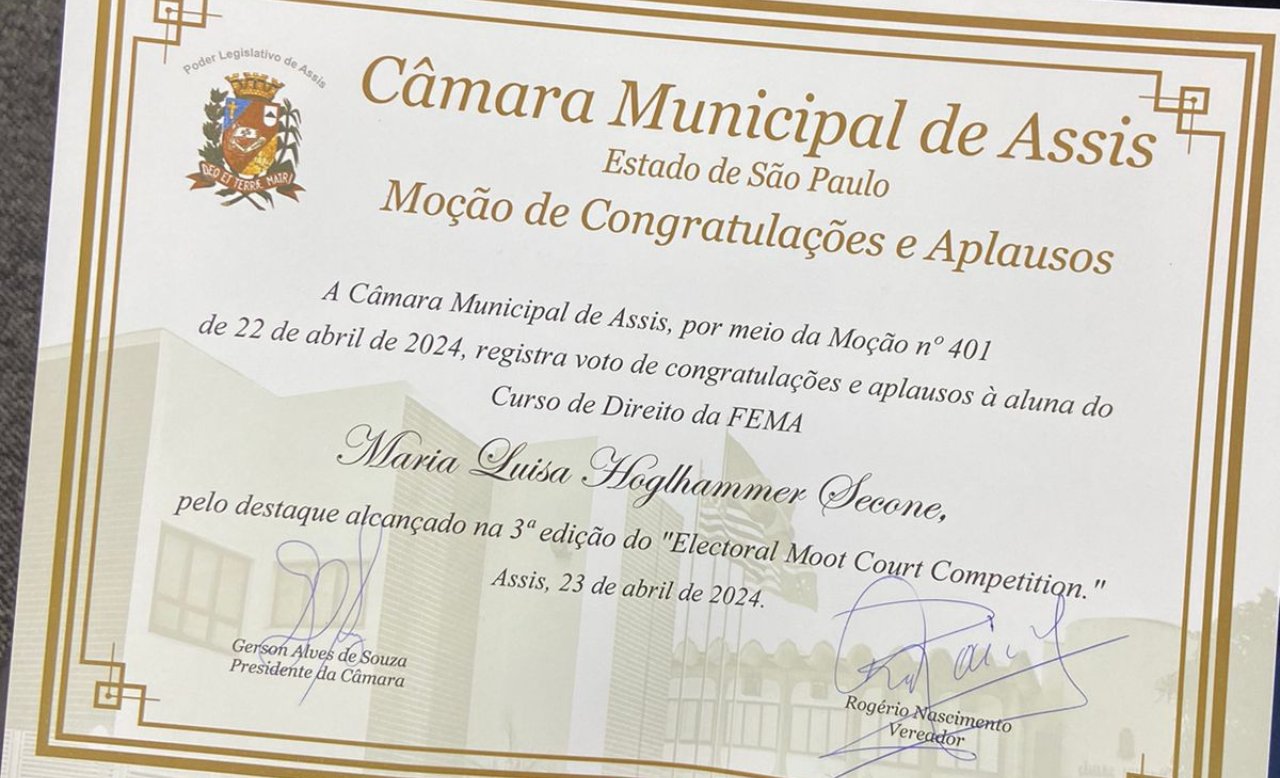 Poder Legislativo de Assis
DEO ET TERRÆ MATRI
Câmara Municipal de Assis
Estado de São Paulo
Moção de Congratulações e Aplausos
A Câmara Municipal de Assis, por meio da Moção nº 401
de 22 de abril de 2024, registra voto de congratulações e aplausos à aluna do
Curso de Direito da FEMA
Maria Luisa Hoglhammer Secone,
pelo destaque alcançado na 3ª edição do "Electoral Moot Court Competition."
Assis, 23 de abril de 2024.
Gerson Alves de Souza
Presidente da Câmara
Rogério Nascimento
Vereador